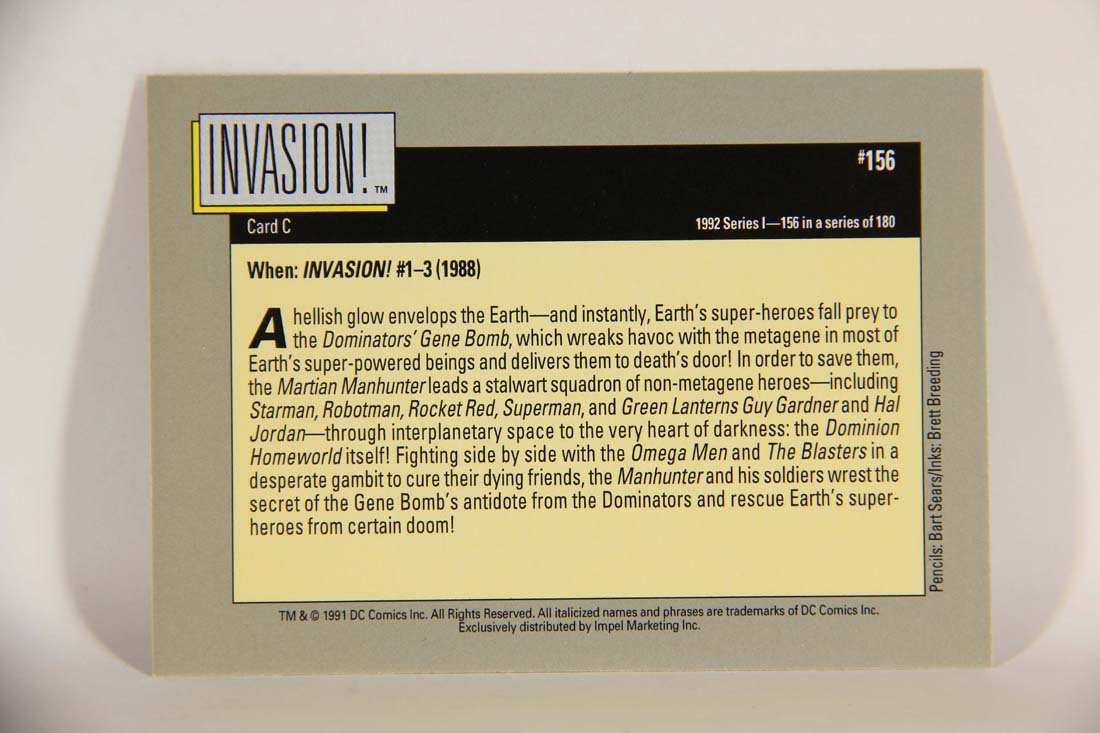 INVASION!™
#156
Card C
1992 Series I—156 in a series of 180
When: INVASION! #1–3 (1988)
A hellish glow envelops the Earth—and instantly, Earth's super-heroes fall prey to
the Dominators' Gene Bomb, which wreaks havoc with the metagene in most of
Earth's super-powered beings and delivers them to death's door! In order to save them,
the Martian Manhunter leads a stalwart squadron of non-metagene heroes—including
Starman, Robotman, Rocket Red, Superman, and Green Lanterns Guy Gardner and Hal
Jordan—through interplanetary space to the very heart of darkness: the Dominion
Homeworld itself! Fighting side by side with the Omega Men and The Blasters in a
desperate gambit to cure their dying friends, the Manhunter and his soldiers wrest the
secret of the Gene Bomb's antidote from the Dominators and rescue Earth's super-
heroes from certain doom!
Pencils: Bart Sears/Inks: Brett Breeding
TM & © 1991 DC Comics Inc. All Rights Reserved. All italicized names and phrases are trademarks of DC Comics Inc.
Exclusively distributed by Impel Marketing Inc.